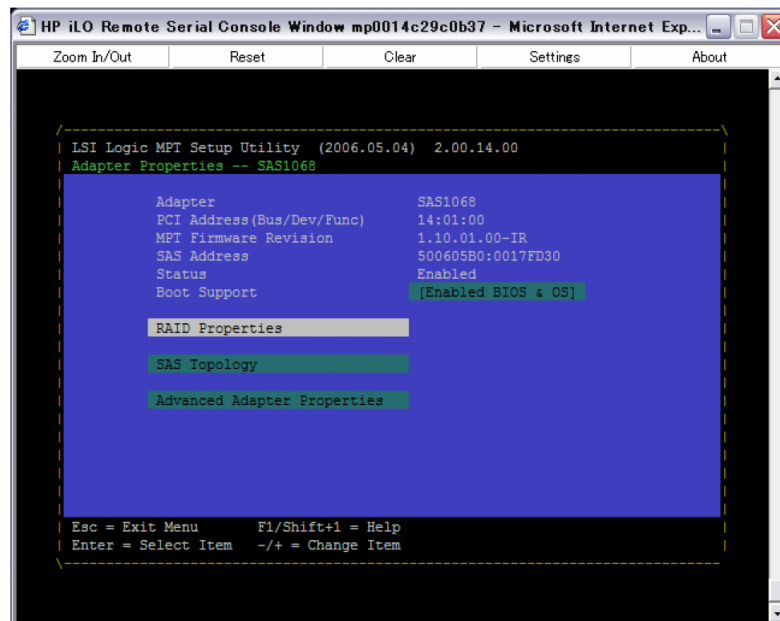 HP iLO Remote Serial Console Window mp0014c29c0b37 - Microsoft Internet Exp...
Zoom In/Out Reset Clear Settings About
/-----------------------------------------------------------------------------\
| LSI Logic MPT Setup Utility (2006.05.04) 2.00.14.00 |
| Adapter Properties -- SAS1068 |
Adapter SAS1068
PCI Address(Bus/Dev/Func) 14:01:00
MPT Firmware Revision 1.10.01.00-IR
SAS Address 500605B0:0017FD30
Status Enabled
Boot Support [Enabled BIOS & OS]
RAID Properties
SAS Topology
Advanced Adapter Properties
| Esc = Exit Menu F1/Shift+1 = Help |
| Enter = Select Item -/+ = Change Item |
\-----------------------------------------------------------------------------